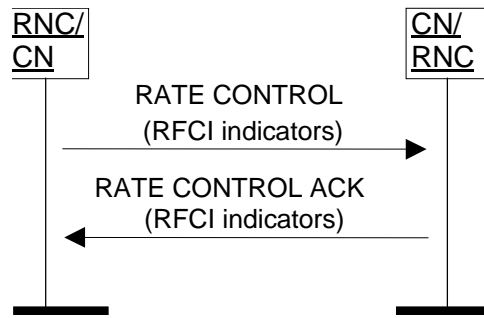 RNC/
CN
CN/
RNC
RATE CONTROL
(RFCI indicators)
RATE CONTROL ACK
(RFCI indicators)